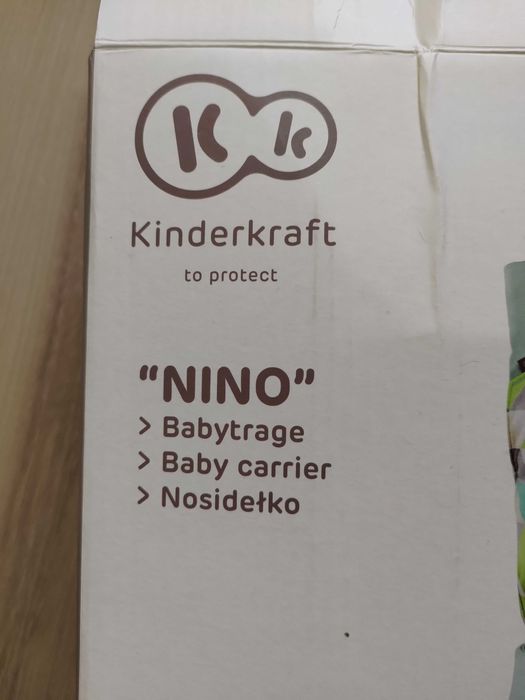 K k
Kinderkraft
to protect
"NINO"
> Babytrage
> Baby carrier
> Nosidełko